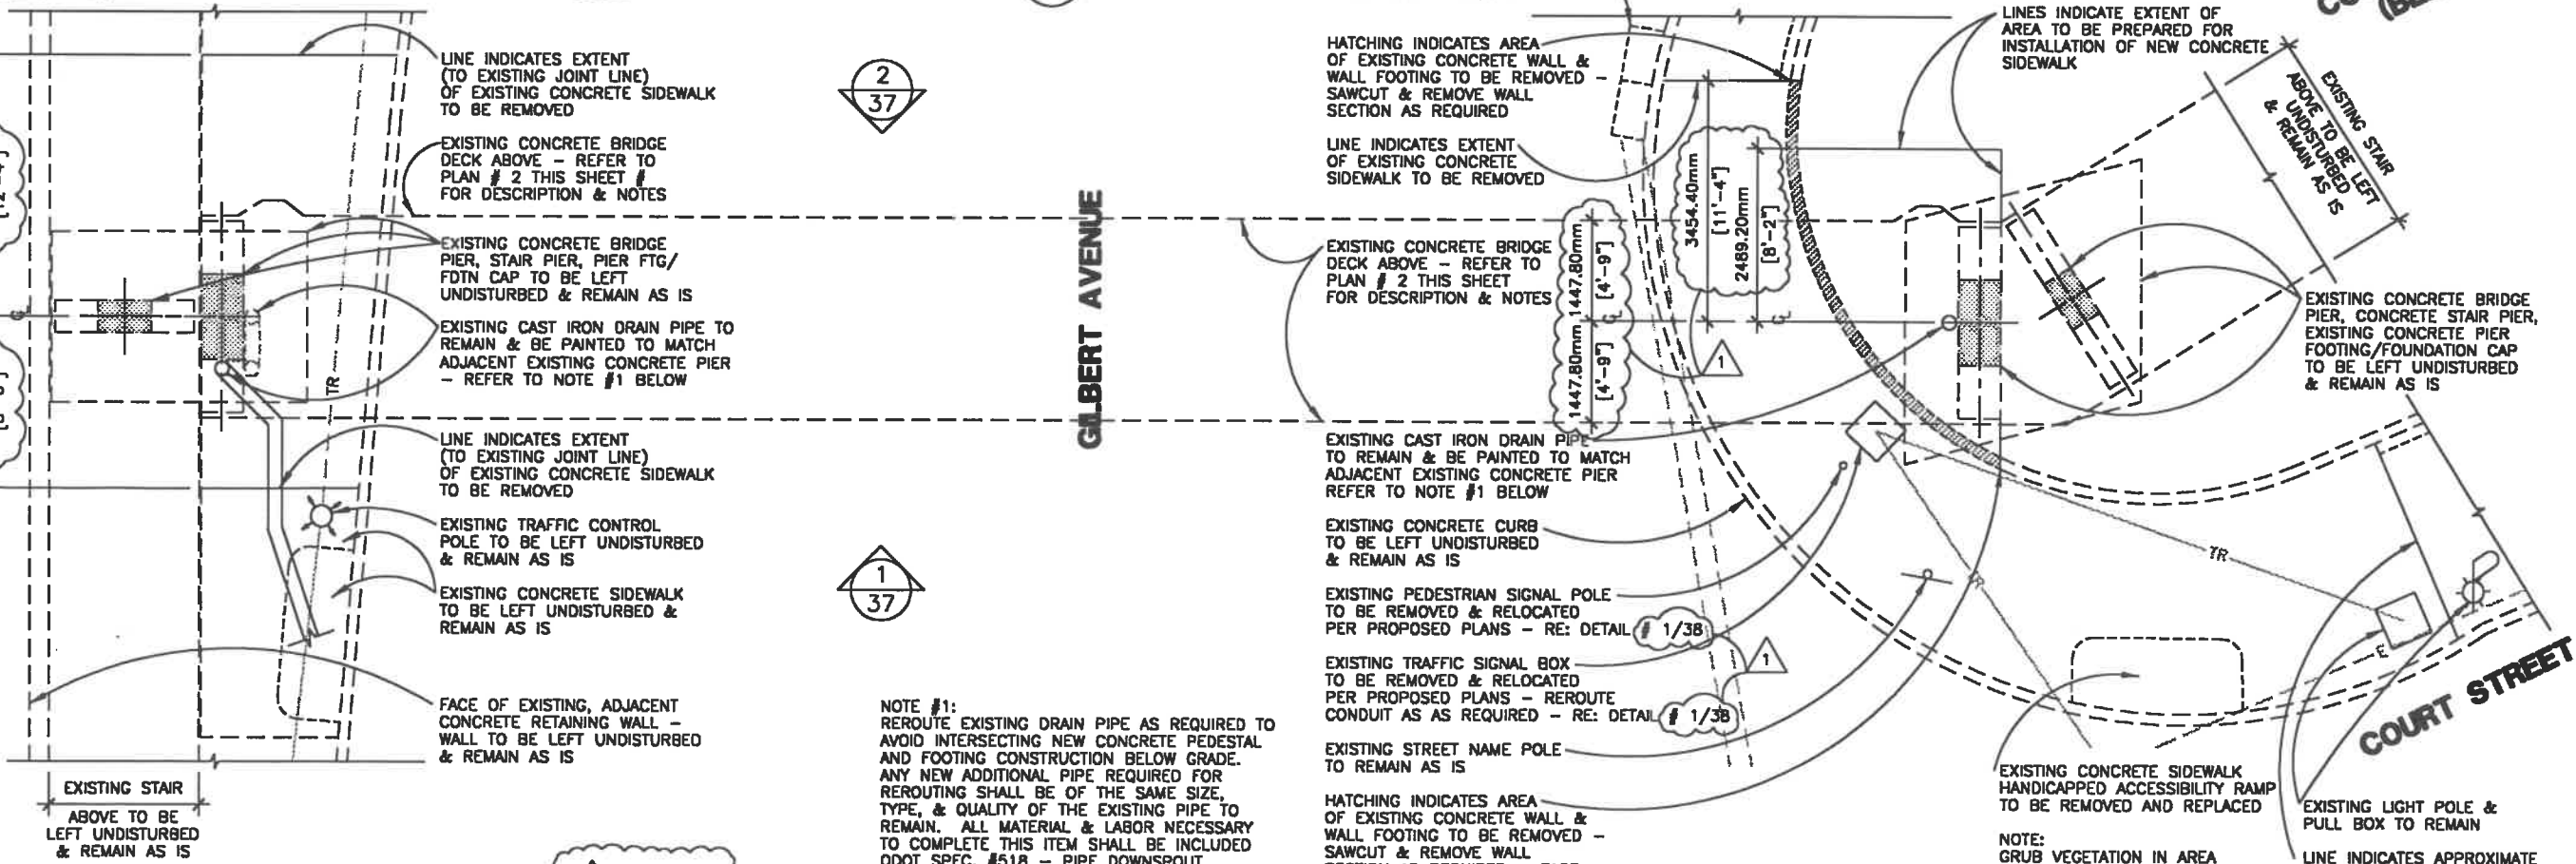 LINE INDICATES EXTENT
(TO EXISTING JOINT LINE)
OF EXISTING CONCRETE SIDEWALK
TO BE REMOVED
EXISTING CONCRETE BRIDGE
DECK ABOVE – REFER TO
PLAN # 2 THIS SHEET #
FOR DESCRIPTION & NOTES
EXISTING CONCRETE BRIDGE
PIER, STAIR PIER, PIER FTG/
FDTN CAP TO BE LEFT
UNDISTURBED & REMAIN AS IS
EXISTING CAST IRON DRAIN PIPE TO
REMAIN & BE PAINTED TO MATCH
ADJACENT EXISTING CONCRETE PIER
– REFER TO NOTE #1 BELOW
TR
LINE INDICATES EXTENT
(TO EXISTING JOINT LINE)
OF EXISTING CONCRETE SIDEWALK
TO BE REMOVED
EXISTING TRAFFIC CONTROL
POLE TO BE LEFT UNDISTURBED
& REMAIN AS IS
EXISTING CONCRETE SIDEWALK
TO BE LEFT UNDISTURBED &
REMAIN AS IS
FACE OF EXISTING, ADJACENT
CONCRETE RETAINING WALL –
WALL TO BE LEFT UNDISTURBED
& REMAIN AS IS
EXISTING STAIR
ABOVE TO BE
LEFT UNDISTURBED
& REMAIN AS IS
2
37
GILBERT AVENUE
1
37
NOTE #1:
REROUTE EXISTING DRAIN PIPE AS REQUIRED TO
AVOID INTERSECTING NEW CONCRETE PEDESTAL
AND FOOTING CONSTRUCTION BELOW GRADE.
ANY NEW ADDITIONAL PIPE REQUIRED FOR
REROUTING SHALL BE OF THE SAME SIZE,
TYPE, & QUALITY OF THE EXISTING PIPE TO
REMAIN. ALL MATERIAL & LABOR NECESSARY
TO COMPLETE THIS ITEM SHALL BE INCLUDED
ODOT SPEC. #518 – PIPE DOWNSPOUT
HATCHING INDICATES AREA
OF EXISTING CONCRETE WALL &
WALL FOOTING TO BE REMOVED –
SAWCUT & REMOVE WALL
SECTION AS REQUIRED
LINE INDICATES EXTENT
OF EXISTING CONCRETE
SIDEWALK TO BE REMOVED
EXISTING CONCRETE BRIDGE
DECK ABOVE – REFER TO
PLAN # 2 THIS SHEET
FOR DESCRIPTION & NOTES
1447.80mm 1447.80mm
[4'-9"] [4'-9"]
3454.40mm
[11'-4"]
2489.20mm
[8'-2"]
1
EXISTING CAST IRON DRAIN PIPE
TO REMAIN & BE PAINTED TO MATCH
ADJACENT EXISTING CONCRETE PIER
REFER TO NOTE #1 BELOW
EXISTING CONCRETE CURB
TO BE LEFT UNDISTURBED
& REMAIN AS IS
EXISTING PEDESTRIAN SIGNAL POLE
TO BE REMOVED & RELOCATED
PER PROPOSED PLANS – RE: DETAIL # 1/38
1
EXISTING TRAFFIC SIGNAL BOX
TO BE REMOVED & RELOCATED
PER PROPOSED PLANS – REROUTE
CONDUIT AS AS REQUIRED – RE: DETAIL # 1/38
EXISTING STREET NAME POLE
TO REMAIN AS IS
HATCHING INDICATES AREA
OF EXISTING CONCRETE WALL &
WALL FOOTING TO BE REMOVED –
SAWCUT & REMOVE WALL
LINES INDICATE EXTENT OF
AREA TO BE PREPARED FOR
INSTALLATION OF NEW CONCRETE
SIDEWALK
EXISTING STAIR
ABOVE TO BE LEFT
UNDISTURBED
& REMAIN AS IS
EXISTING CONCRETE BRIDGE
PIER, CONCRETE STAIR PIER,
EXISTING CONCRETE PIER
FOOTING/FOUNDATION CAP
TO BE LEFT UNDISTURBED
& REMAIN AS IS
TR
TR
E
COURT STREET
EXISTING CONCRETE SIDEWALK
HANDICAPPED ACCESSIBILITY RAMP
TO BE REMOVED AND REPLACED
NOTE:
GRUB VEGETATION IN AREA
EXISTING LIGHT POLE &
PULL BOX TO REMAIN
LINE INDICATES APPROXIMATE